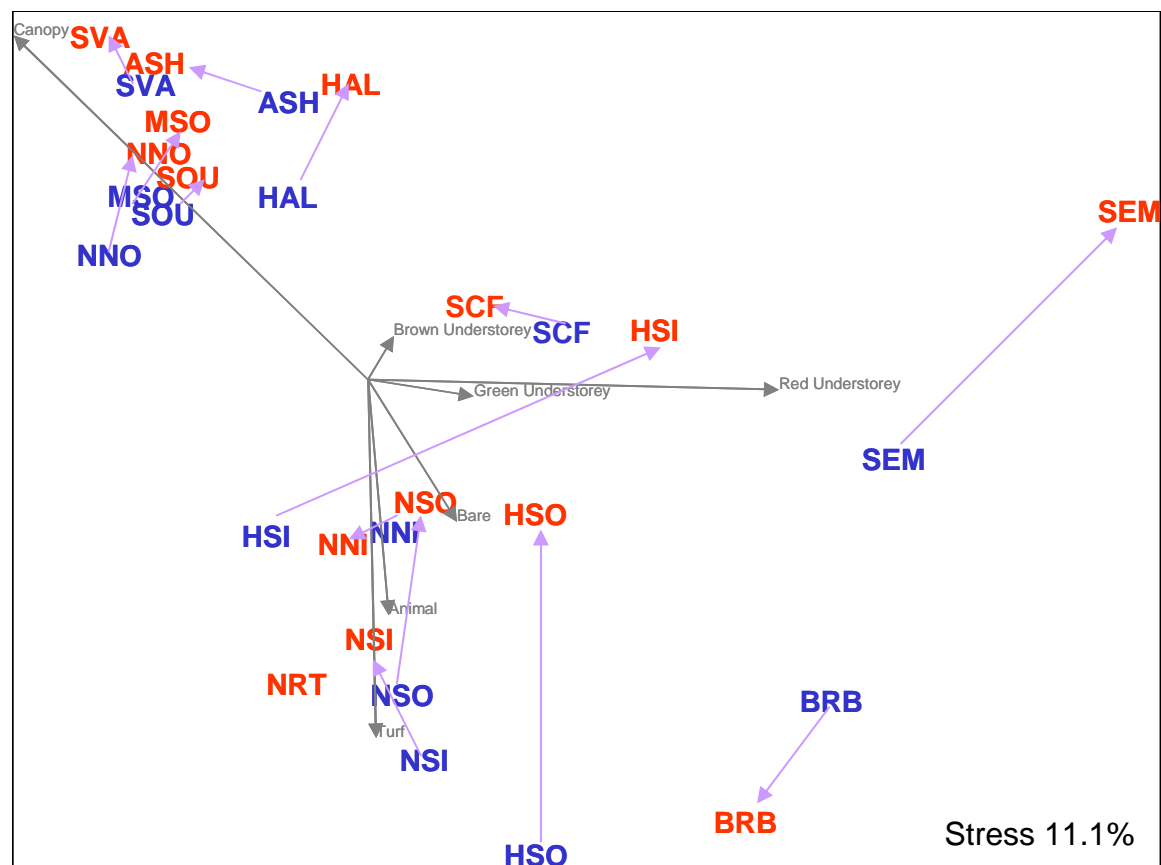 Canopy
SVA
ASH
SVA
ASH
HAL
MSO
NNO
SOU
MSO
SOU
HAL
NNO
SEM
SCF
Brown Understorey
SCF
HSI
Red Understorey
Green Understorey
SEM
NSO
Bare
HSO
HSI
NNi
NNi
Animal
NSI
NRT
NSO
BRB
Turf
NSI
BRB
Stress 11.1%
HSO